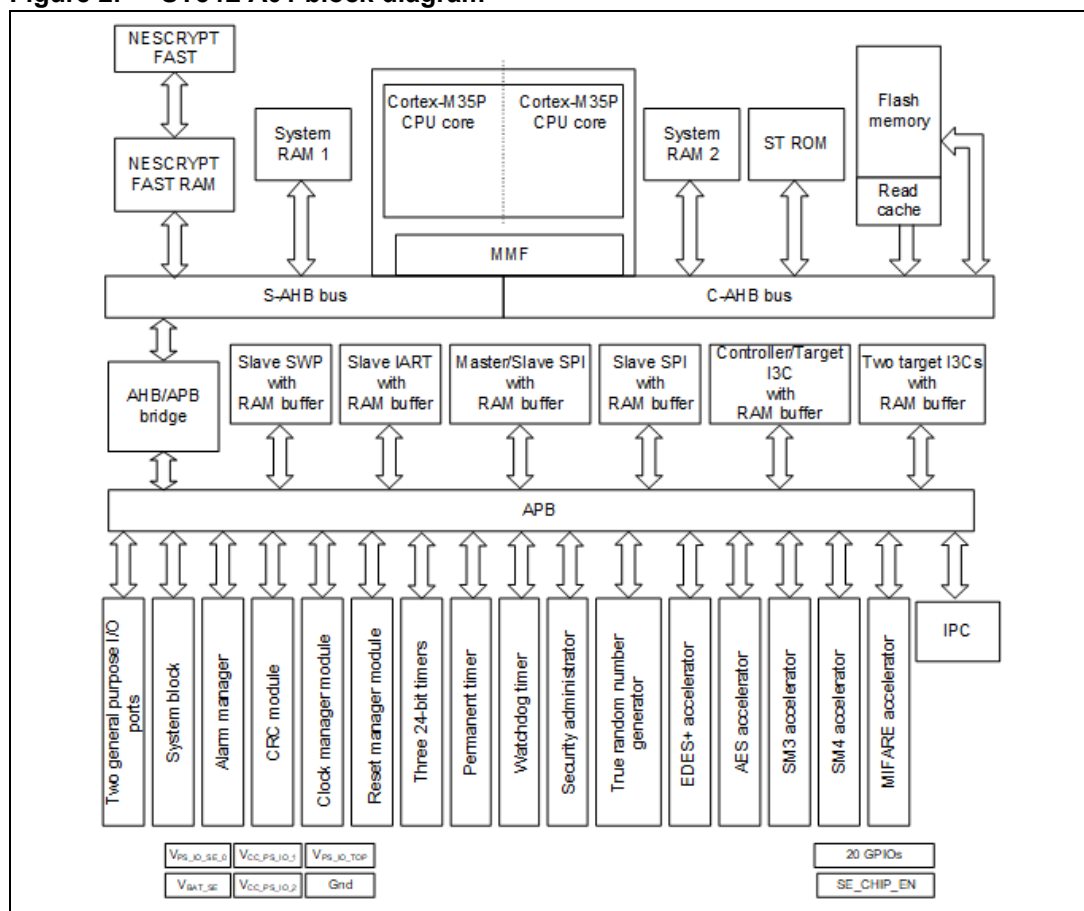 Figure 2. block diagram
NESCRYPT
FAST
NESCRYPT
FAST RAM
System
RAM 1
Cortex-M35P
CPU core
Cortex-M35P
CPU core
MMF
System
RAM 2
ST ROM
Flash
memory
Read
cache
S-AHB bus
C-AHB bus
AHB/APB
bridge
Slave SWP
with
RAM buffer
Slave IART
with
RAM buffer
Master/Slave SPI
with
RAM buffer
Slave SPI
with
RAM buffer
Controller/Target
I3C
with
RAM buffer
Two target I3Cs
with
RAM buffer
APB
Two general purpose I/O
ports
System block
Alarm manager
CRC module
Clock manager module
Reset manager module
Three 24-bit timers
Permanent timer
Watchdog timer
Security administrator
True random number
generator
EDES+ accelerator
AES accelerator
SM3 accelerator
SM4 accelerator
MIFARE accelerator
IPC
VPS_IO_SE_0
VCC_PS_IO_1
VPS_IO_TOP
VBAT_SE
VCC_PS_IO_2
Gnd
20 GPIOs
SE_CHIP_EN